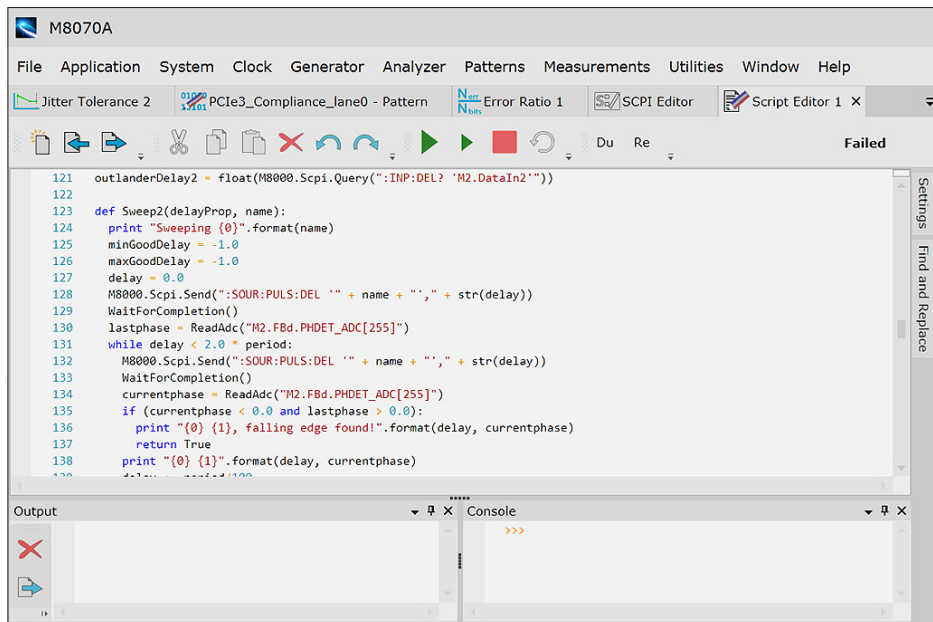 M8070A
File Application System Clock Generator Analyzer Patterns Measurements Utilities Window Help
Jitter Tolerance 2 PCIe3_Compliance_lane0 - Pattern Nerr Nbits Error Ratio 1 SCPI Editor Script Editor 1
Du Re Failed
121 outlanderDelay2 = float(M8000.Scpi.Query(":INP:DEL? 'M2.DataIn2'"))
122
123 def Sweep2(delayProp, name):
124 print "Sweeping {0}".format(name)
125 minGoodDelay = -1.0
126 maxGoodDelay = -1.0
127 delay = 0.0
128 M8000.Scpi.Send(":SOUR:PULS:DEL '" + name + "'," + str(delay))
129 WaitForCompletion()
130 lastphase = ReadAdc("M2.FBd.PHDET_ADC[255]")
131 while delay < 2.0 * period:
132 M8000.Scpi.Send(":SOUR:PULS:DEL '" + name + "'," + str(delay))
133 WaitForCompletion()
134 currentphase = ReadAdc("M2.FBd.PHDET_ADC[255]")
135 if (currentphase < 0.0 and lastphase > 0.0):
136 print "{0} {1}, falling edge found!".format(delay, currentphase)
137 return True
138 print "{0} {1}".format(delay, currentphase)
Settings
Find and Replace
Output
Console
>>>